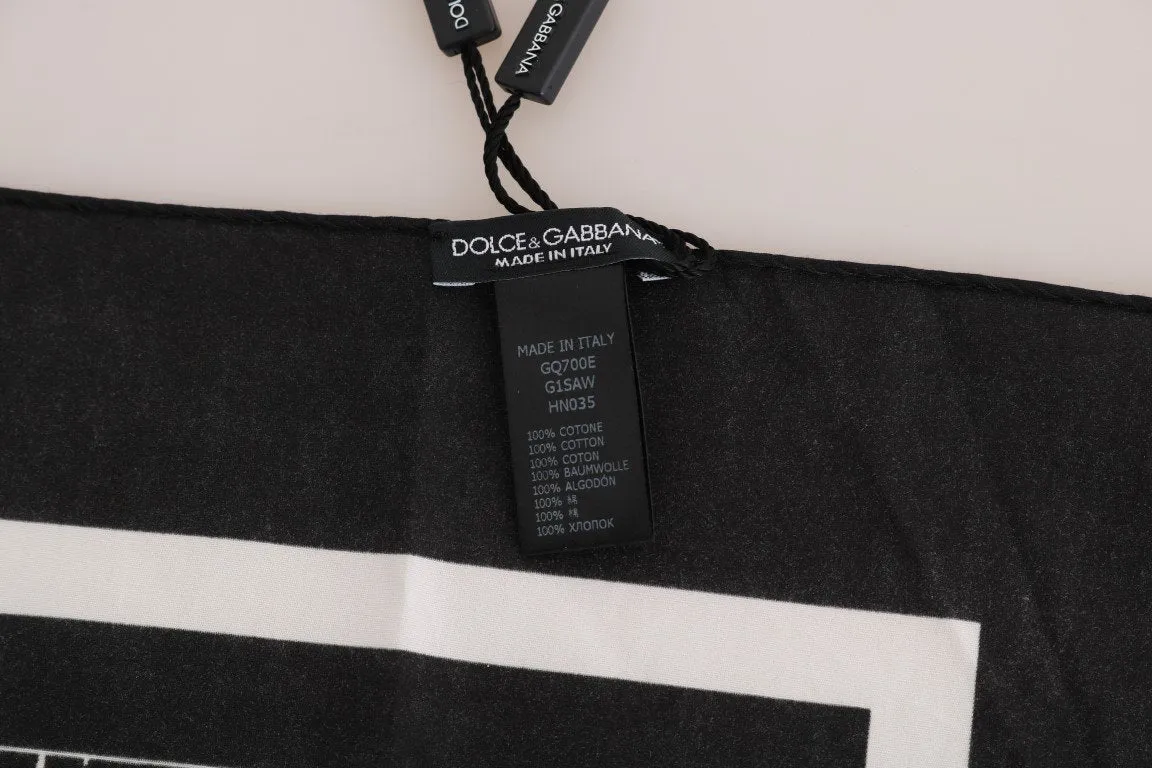 DOL
GABBANA
DOLCE & GABBANA
MADE IN ITALY
MADE IN ITALY
GQ700E
G1SAW
HN035
100% COTONE
100% COTTON
100% COTON
100% BAUMWOLLE
100% ALGODÓN
100% 綿
100% 棉
100% ХЛОПОК